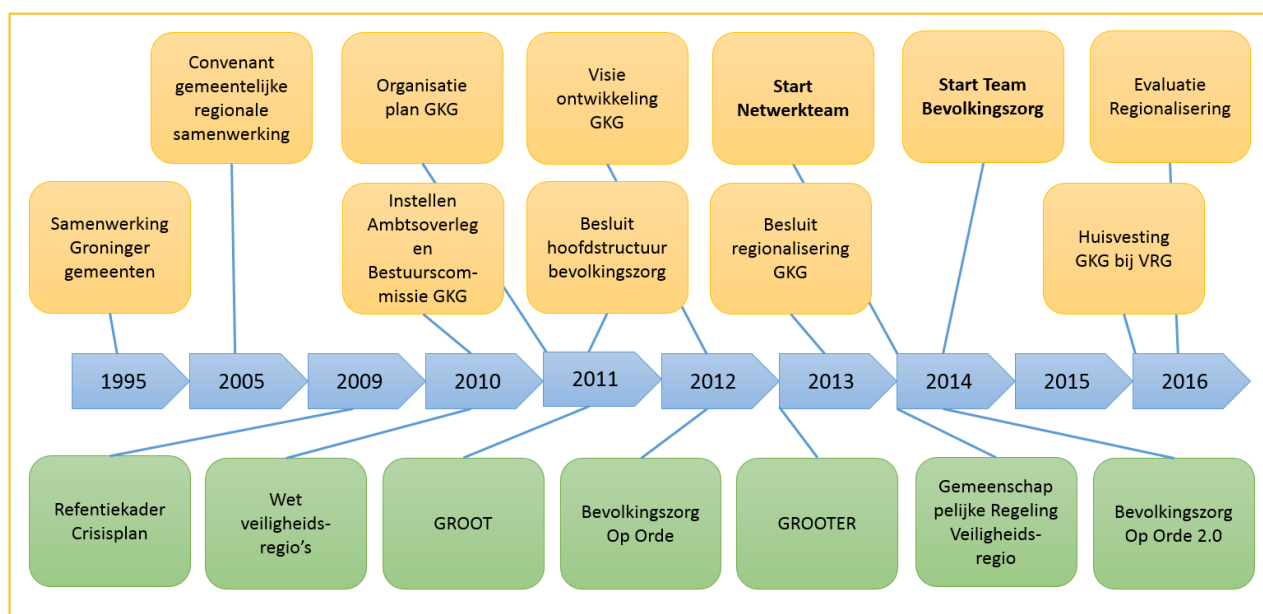 Convenant
gemeentelijke
regionale
samenwerking
Organisatie
plan GKG
Visie
ontwikkeling
GKG
Start
Netwerkteam
Start Team
Bevolkingszorg
Evaluatie
Regionalisering
Samenwerking
Groninger
gemeenten
Instellen
Ambtsoverleg
en
Bestuurscom-
missie GKG
Besluit
hoofdstructuur
bevolkingszorg
Besluit
regionalisering
GKG
Huisvesting
GKG bij VRG
1995
2005
2009
2010
2011
2012
2013
2014
2015
2016
Refentiekader
Crisisplan
Wet
veiligheids-
regio’s
GROOT
Bevolkingszorg
Op Orde
GROOTER
Gemeenschap
pelijke Regeling
Veiligheids-
regio
Bevolkingszorg
Op Orde 2.0